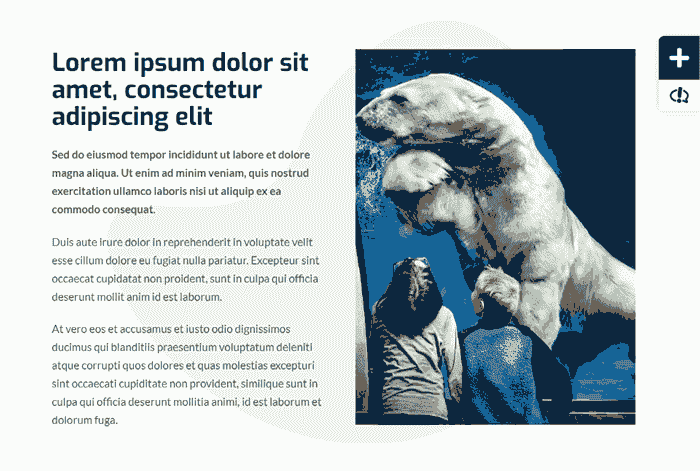 Lorem ipsum dolor sit
amet, consectetur
adipiscing elit
Sed do eiusmod tempor incididunt ut labore et dolore
magna aliqua. Ut enim ad minim veniam, quis nostrud
exercitation ullamco laboris nisi ut aliquip ex ea
commodo consequat.
Duis aute irure dolor in reprehenderit in voluptate velit
esse cillum dolore eu fugiat nulla pariatur. Excepteur sint
occaecat cupidatat non proident, sunt in culpa qui officia
deserunt mollit anim id est laborum.
At vero eos et accusamus et iusto odio dignissimos
ducimus qui blanditiis praesentium voluptatum deleniti
atque corrupti quos dolores et quas molestias excepturi
sint occaecati cupiditate non provident, similique sunt in
culpa qui officia deserunt mollitia animi, id est laborum et
dolorum fuga.